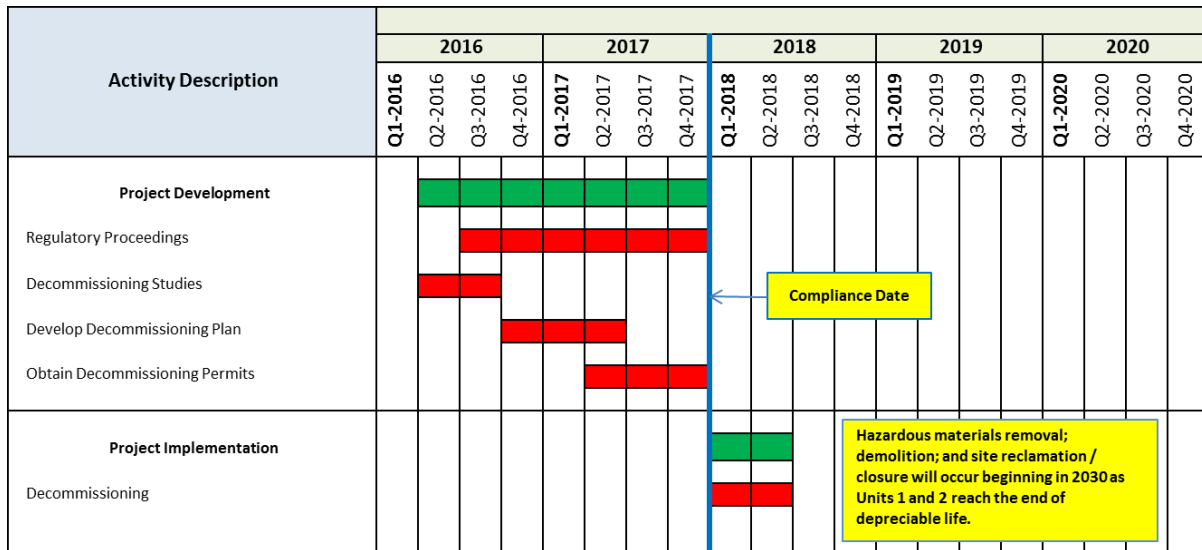 2016 2017 2018 2019 2020
Activity Description
Q1-2016 Q2-2016 Q3-2016 Q4-2016 Q1-2017 Q2-2017 Q3-2017 Q4-2017 Q1-2018 Q2-2018 Q3-2018 Q4-2018 Q1-2019 Q2-2019 Q3-2019 Q4-2019 Q1-2020 Q2-2020 Q3-2020 Q4-2020
Project Development
Regulatory Proceedings
Decommissioning Studies
Compliance Date
Develop Decommissioning Plan
Obtain Decommissioning Permits
Project Implementation
Decommissioning
Hazardous materials removal;
demolition; and site reclamation /
closure will occur beginning in 2030 as
Units 1 and 2 reach the end of
depreciable life.